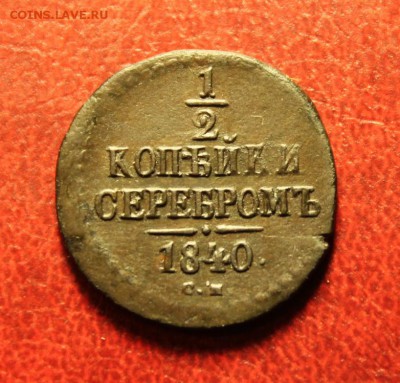 COINS.LAVE.RU
1
2
КОПѢЙКИ
СЕРЕБРОМЪ
1840.